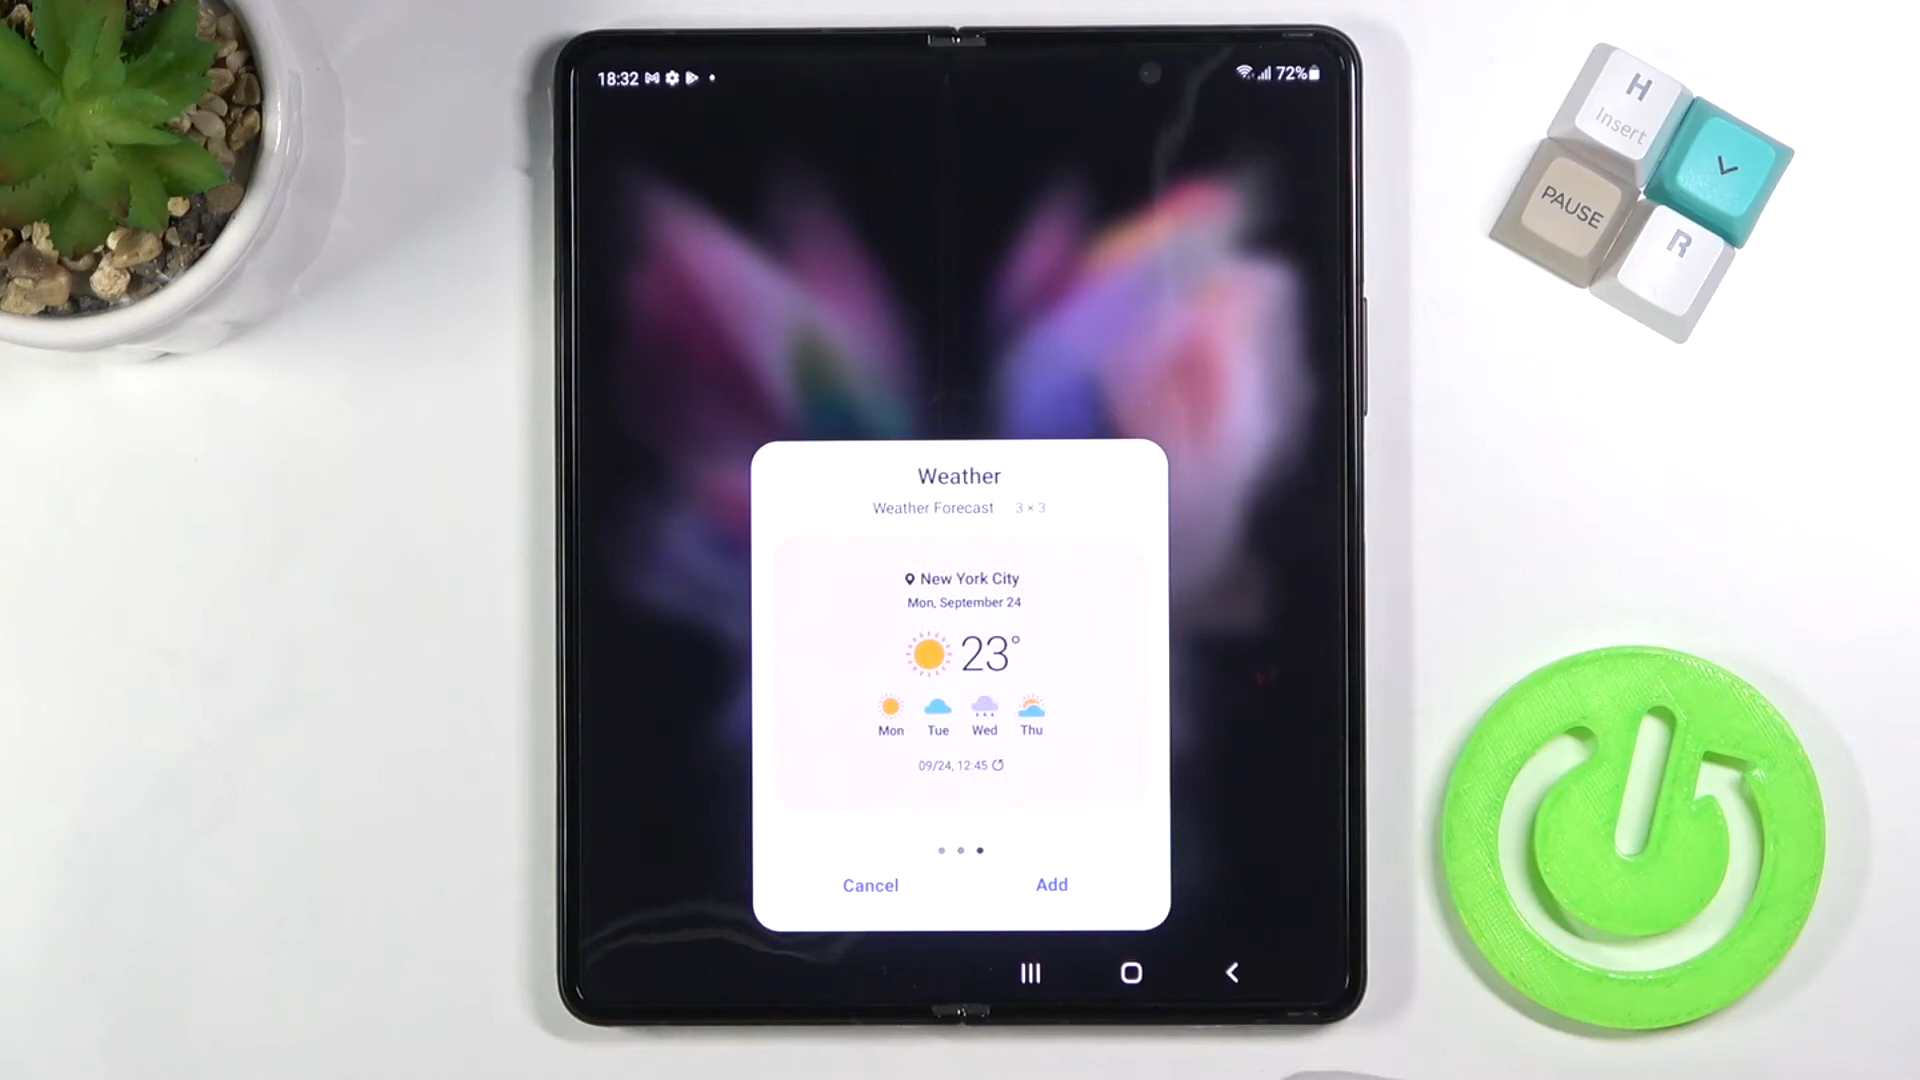 18:32
72%
H
Insert
PAUSE
R
Weather
Weather Forecast 3 × 3
New York City
Mon, September 24
23°
Mon Tue Wed Thu
09/24, 12:45
Cancel Add